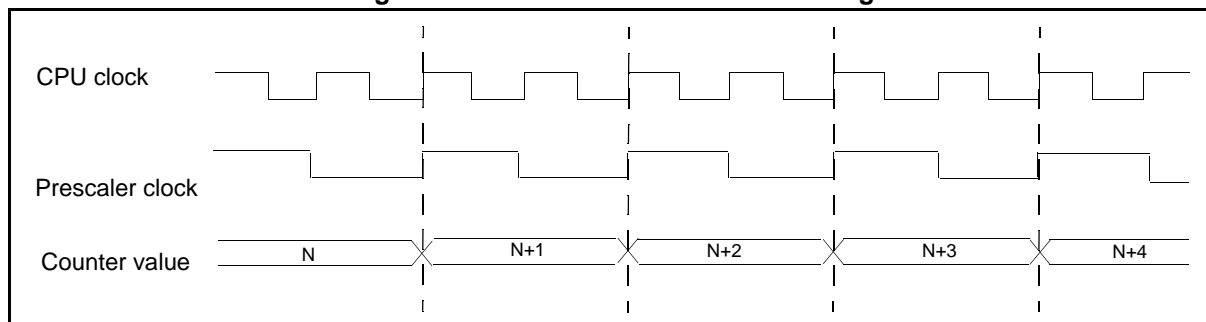 CPU clock
Prescaler clock
Counter value
N
N+1
N+2
N+3
N+4